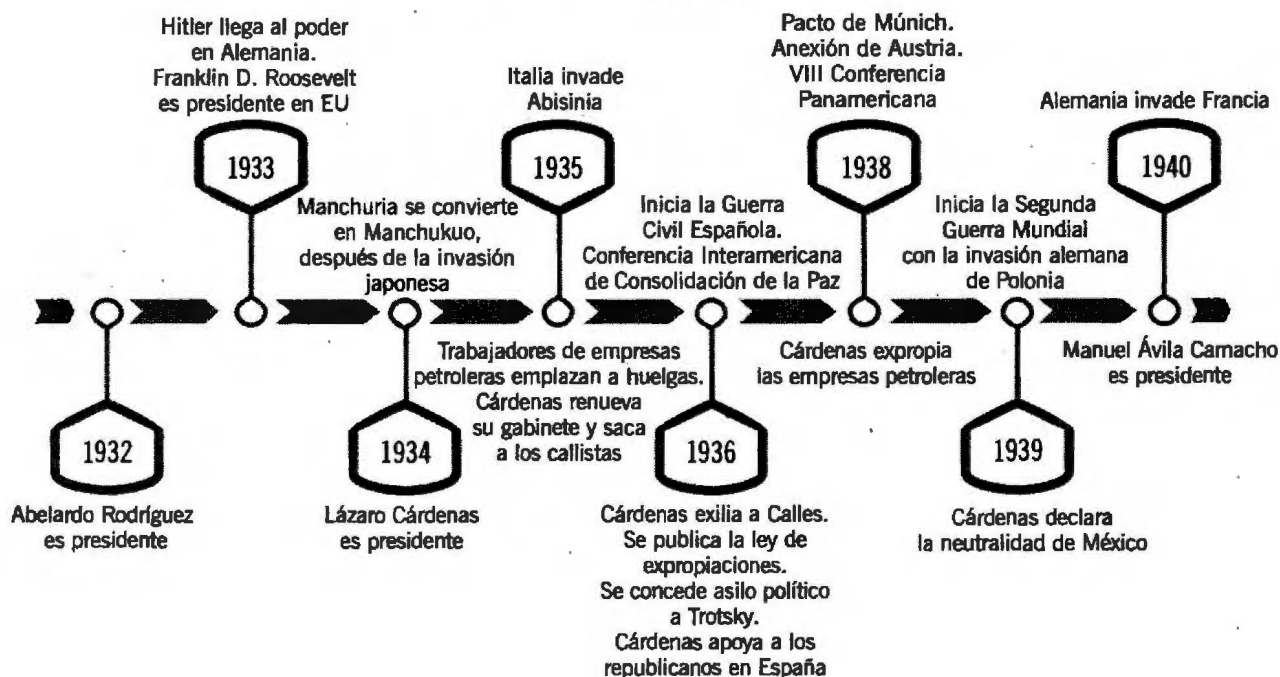 Hitler llega al poder
en Alemania.
Franklin D. Roosevelt
es presidente en EU
1933
Italia invade
Abisinia
1935
Pacto de Múnich.
Anexión de Austria.
VIII Conferencia
Panamericana
1938
Alemania invade Francia
1940
Manchuria se convierte
en Manchukuo,
después de la invasión
japonesa
Inicia la Guerra
Civil Española.
Conferencia Interamericana
de Consolidación de la Paz
Inicia la Segunda
Guerra Mundial
con la invasión alemana
de Polonia
Trabajadores de empresas
petroleras emplazan a huelgas.
Cárdenas renueva
su gabinete y saca
a los callistas
Cárdenas expropia
las empresas petroleras
Manuel Ávila Camacho
es presidente
1932
Abelardo Rodríguez
es presidente
1934
Lázaro Cárdenas
es presidente
1936
Cárdenas exilia a Calles.
Se publica la ley de
expropiaciones.
Se concede asilo político
a Trotsky.
Cárdenas apoya a los
republicanos en España
1939
Cárdenas declara
la neutralidad de México